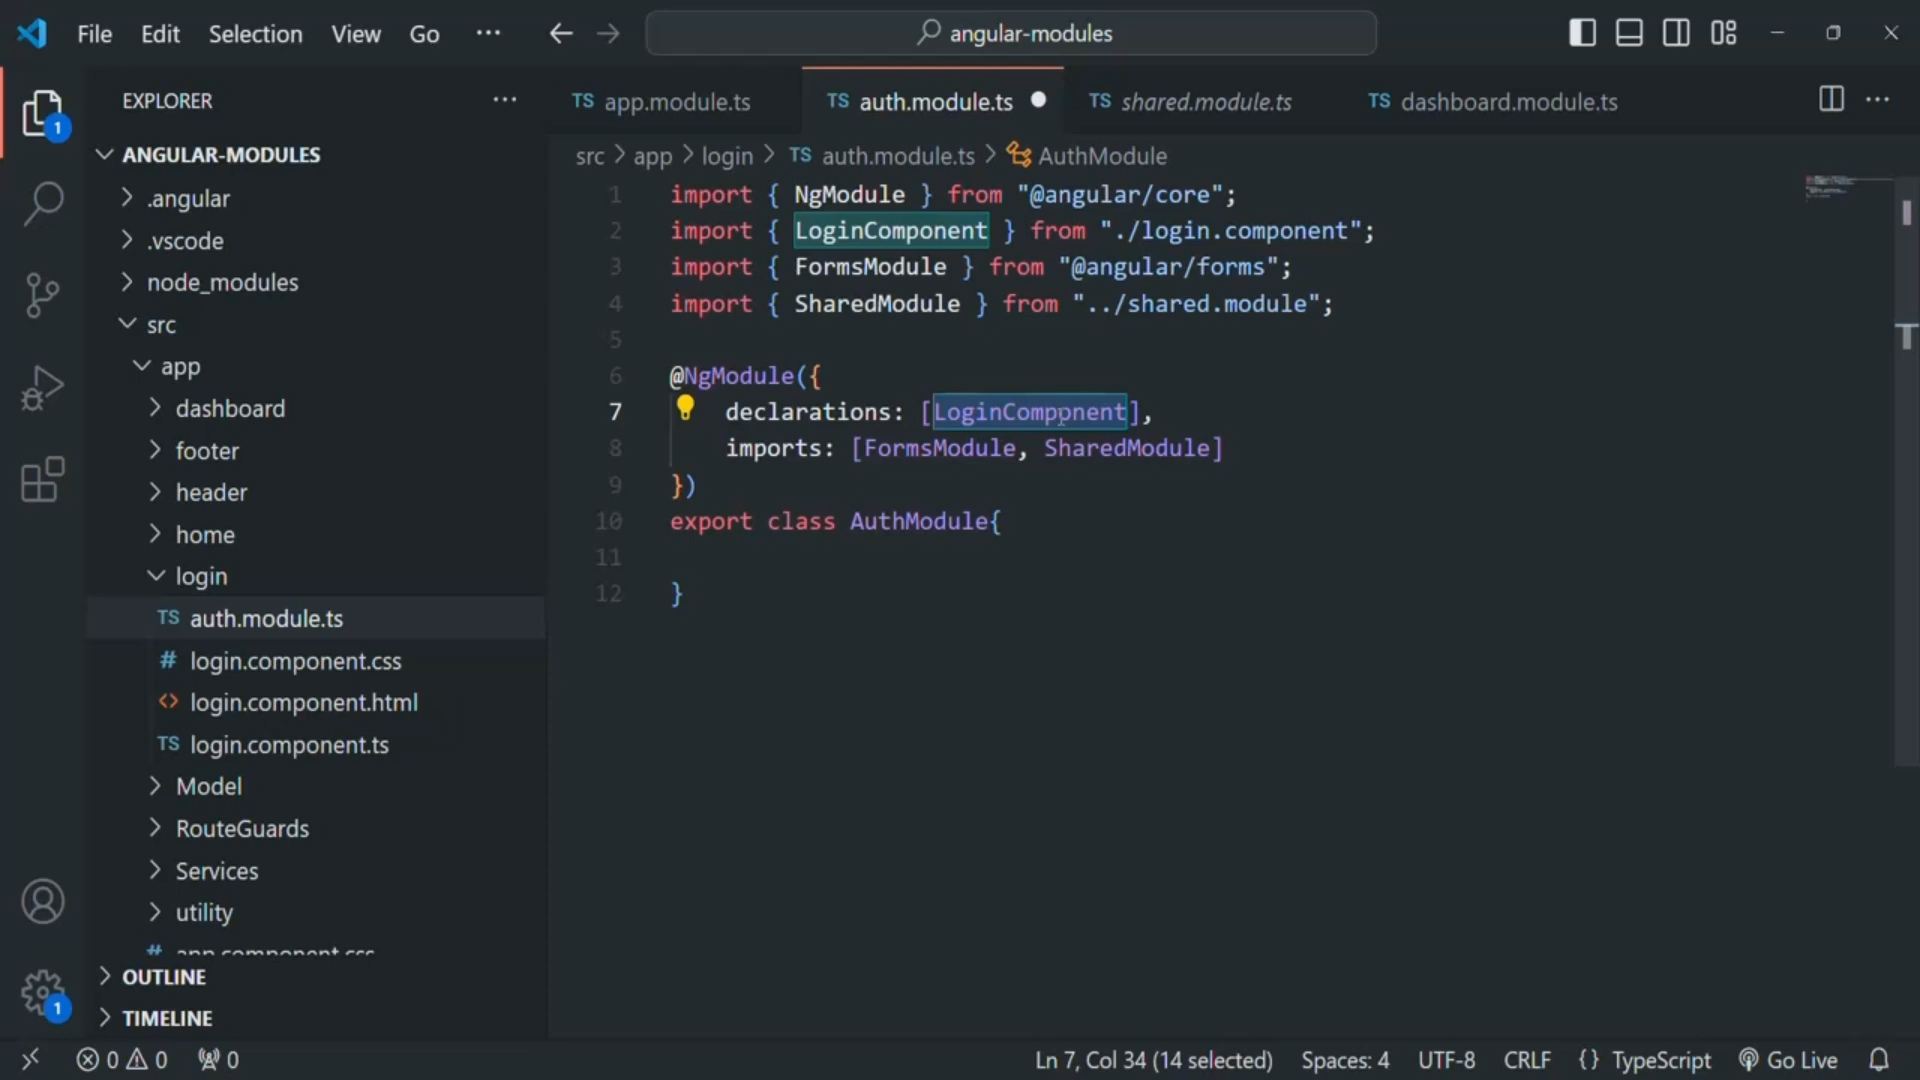 File Edit Selection View Go ··· angular-modules
1
EXPLORER ···
ANGULAR-MODULES
.angular
.vscode
node_modules
src
app
dashboard
footer
header
home
login
TS auth.module.ts
# login.component.css
<> login.component.html
TS login.component.ts
Model
RouteGuards
Services
utility
# app.component.css
OUTLINE
TIMELINE
1
TS app.module.ts TS auth.module.ts TS shared.module.ts TS dashboard.module.ts ···
src > app > login > TS auth.module.ts > AuthModule
1 import { NgModule } from "@angular/core";
2 import { LoginComponent } from "./login.component";
3 import { FormsModule } from "@angular/forms";
4 import { SharedModule } from "../shared.module";
5
6 @NgModule({
7 declarations: [LoginComponent],
8 imports: [FormsModule, SharedModule]
9 })
10 export class AuthModule{
11
12 }
0 0 0 Ln 7, Col 34 (14 selected) Spaces: 4 UTF-8 CRLF {} TypeScript Go Live